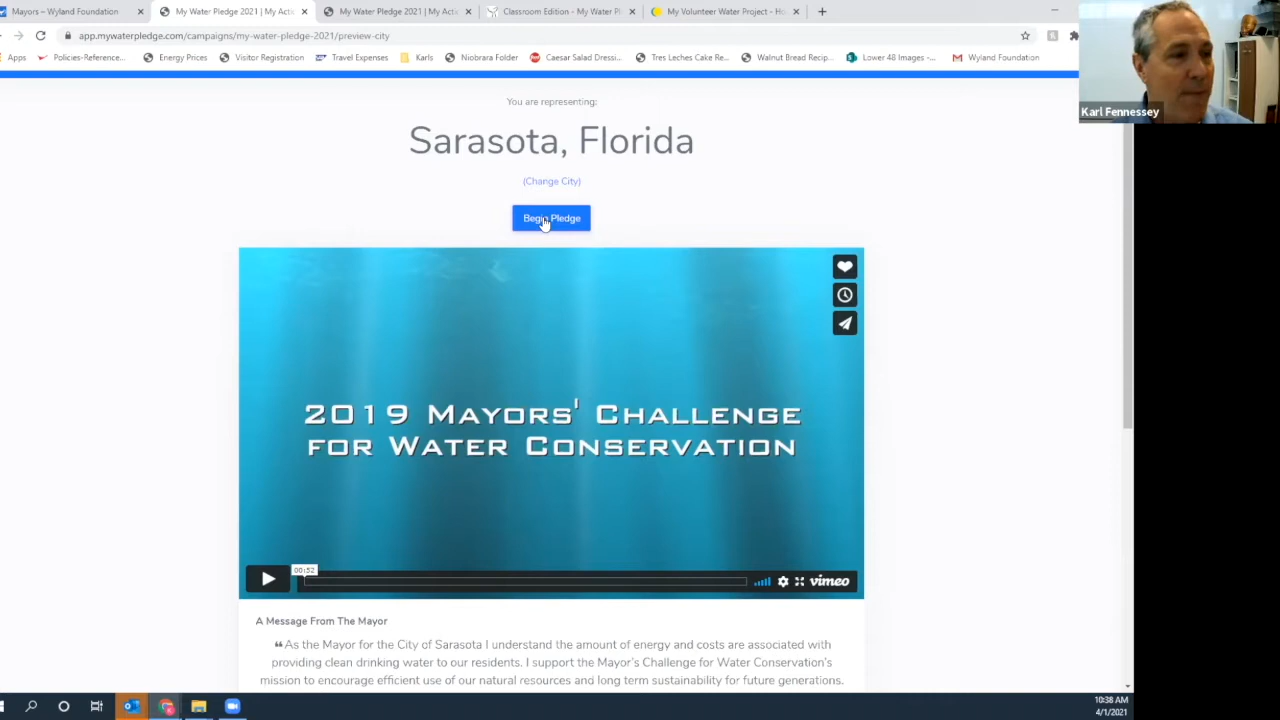 Mayors – Wyland Foundation
My Water Pledge 2021 | My Acti
My Water Pledge 2021 | My Acti
Classroom Edition - My Water Pl
My Volunteer Water Project - Ho
app.mywaterpledge.com/campaigns/my-water-pledge-2021/preview-city
Apps
Policies-Reference...
Energy Prices
Visitor Registration
Travel Expenses
Karls
Niobrara Folder
Caesar Salad Dressi...
Tres Leches Cake Re...
Walnut Bread Recip...
Lower 48 Images -...
Wyland Foundation
Karl Fennessey
You are representing:
Sarasota, Florida
(Change City)
Begin Pledge
2019 Mayors' Challenge
for Water Conservation
00:52
vimeo
A Message From The Mayor
❝As the Mayor for the City of Sarasota I understand the amount of energy and costs are associated with
providing clean drinking water to our residents. I support the Mayor's Challenge for Water Conservation's
mission to encourage efficient use of our natural resources and long term sustainability for future generations.
10:38 AM
4/1/2021